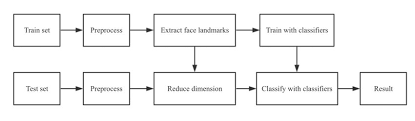 Train set
Preprocess
Extract face landmarks
Train with classifiers
Test set
Preprocess
Reduce dimension
Classify with classifiers
Result